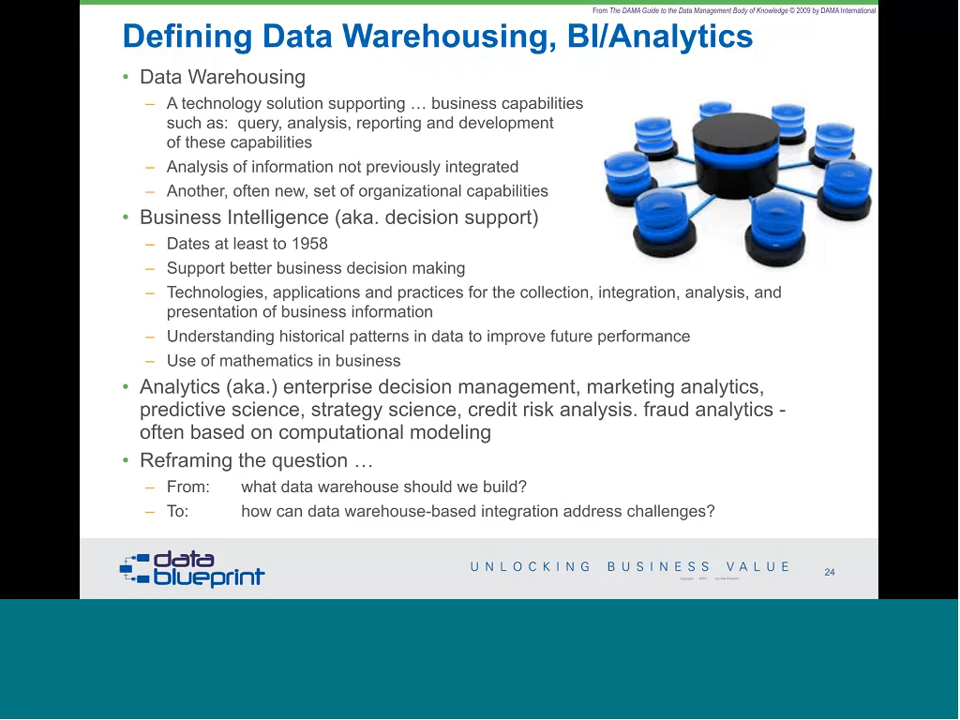 From The DAMA Guide to the Data Management Body of Knowledge © 2009 by DAMA International
Defining Data Warehousing, BI/Analytics
• Data Warehousing
– A technology solution supporting … business capabilities
such as: query, analysis, reporting and development
of these capabilities
– Analysis of information not previously integrated
– Another, often new, set of organizational capabilities
• Business Intelligence (aka. decision support)
– Dates at least to 1958
– Support better business decision making
– Technologies, applications and practices for the collection, integration, analysis, and
presentation of business information
– Understanding historical patterns in data to improve future performance
– Use of mathematics in business
• Analytics (aka.) enterprise decision management, marketing analytics,
predictive science, strategy science, credit risk analysis. fraud analytics -
often based on computational modeling
• Reframing the question …
– From: what data warehouse should we build?
– To: how can data warehouse-based integration address challenges?
data
blueprint
UNLOCKING BUSINESS VALUE
24